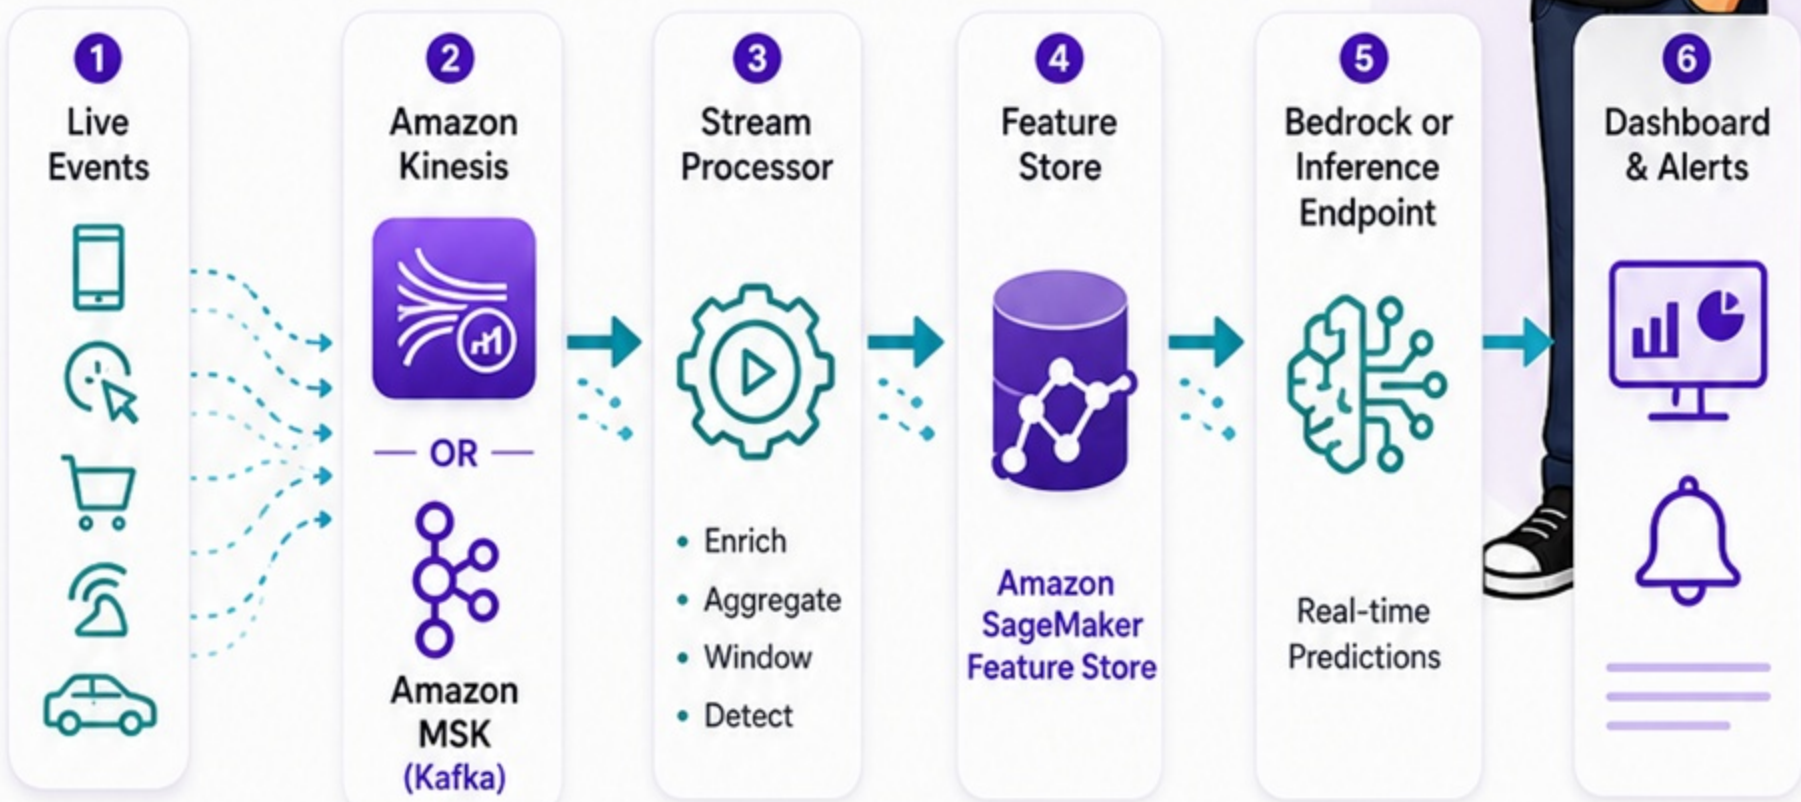 1
Live
Events
2
Amazon
Kinesis
OR
Amazon
MSK
(Kafka)
3
Stream
Processor
• Enrich
• Aggregate
• Window
• Detect
4
Feature
Store
Amazon
SageMaker
Feature Store
5
Bedrock or
Inference
Endpoint
Real-time
Predictions
6
Dashboard
& Alerts